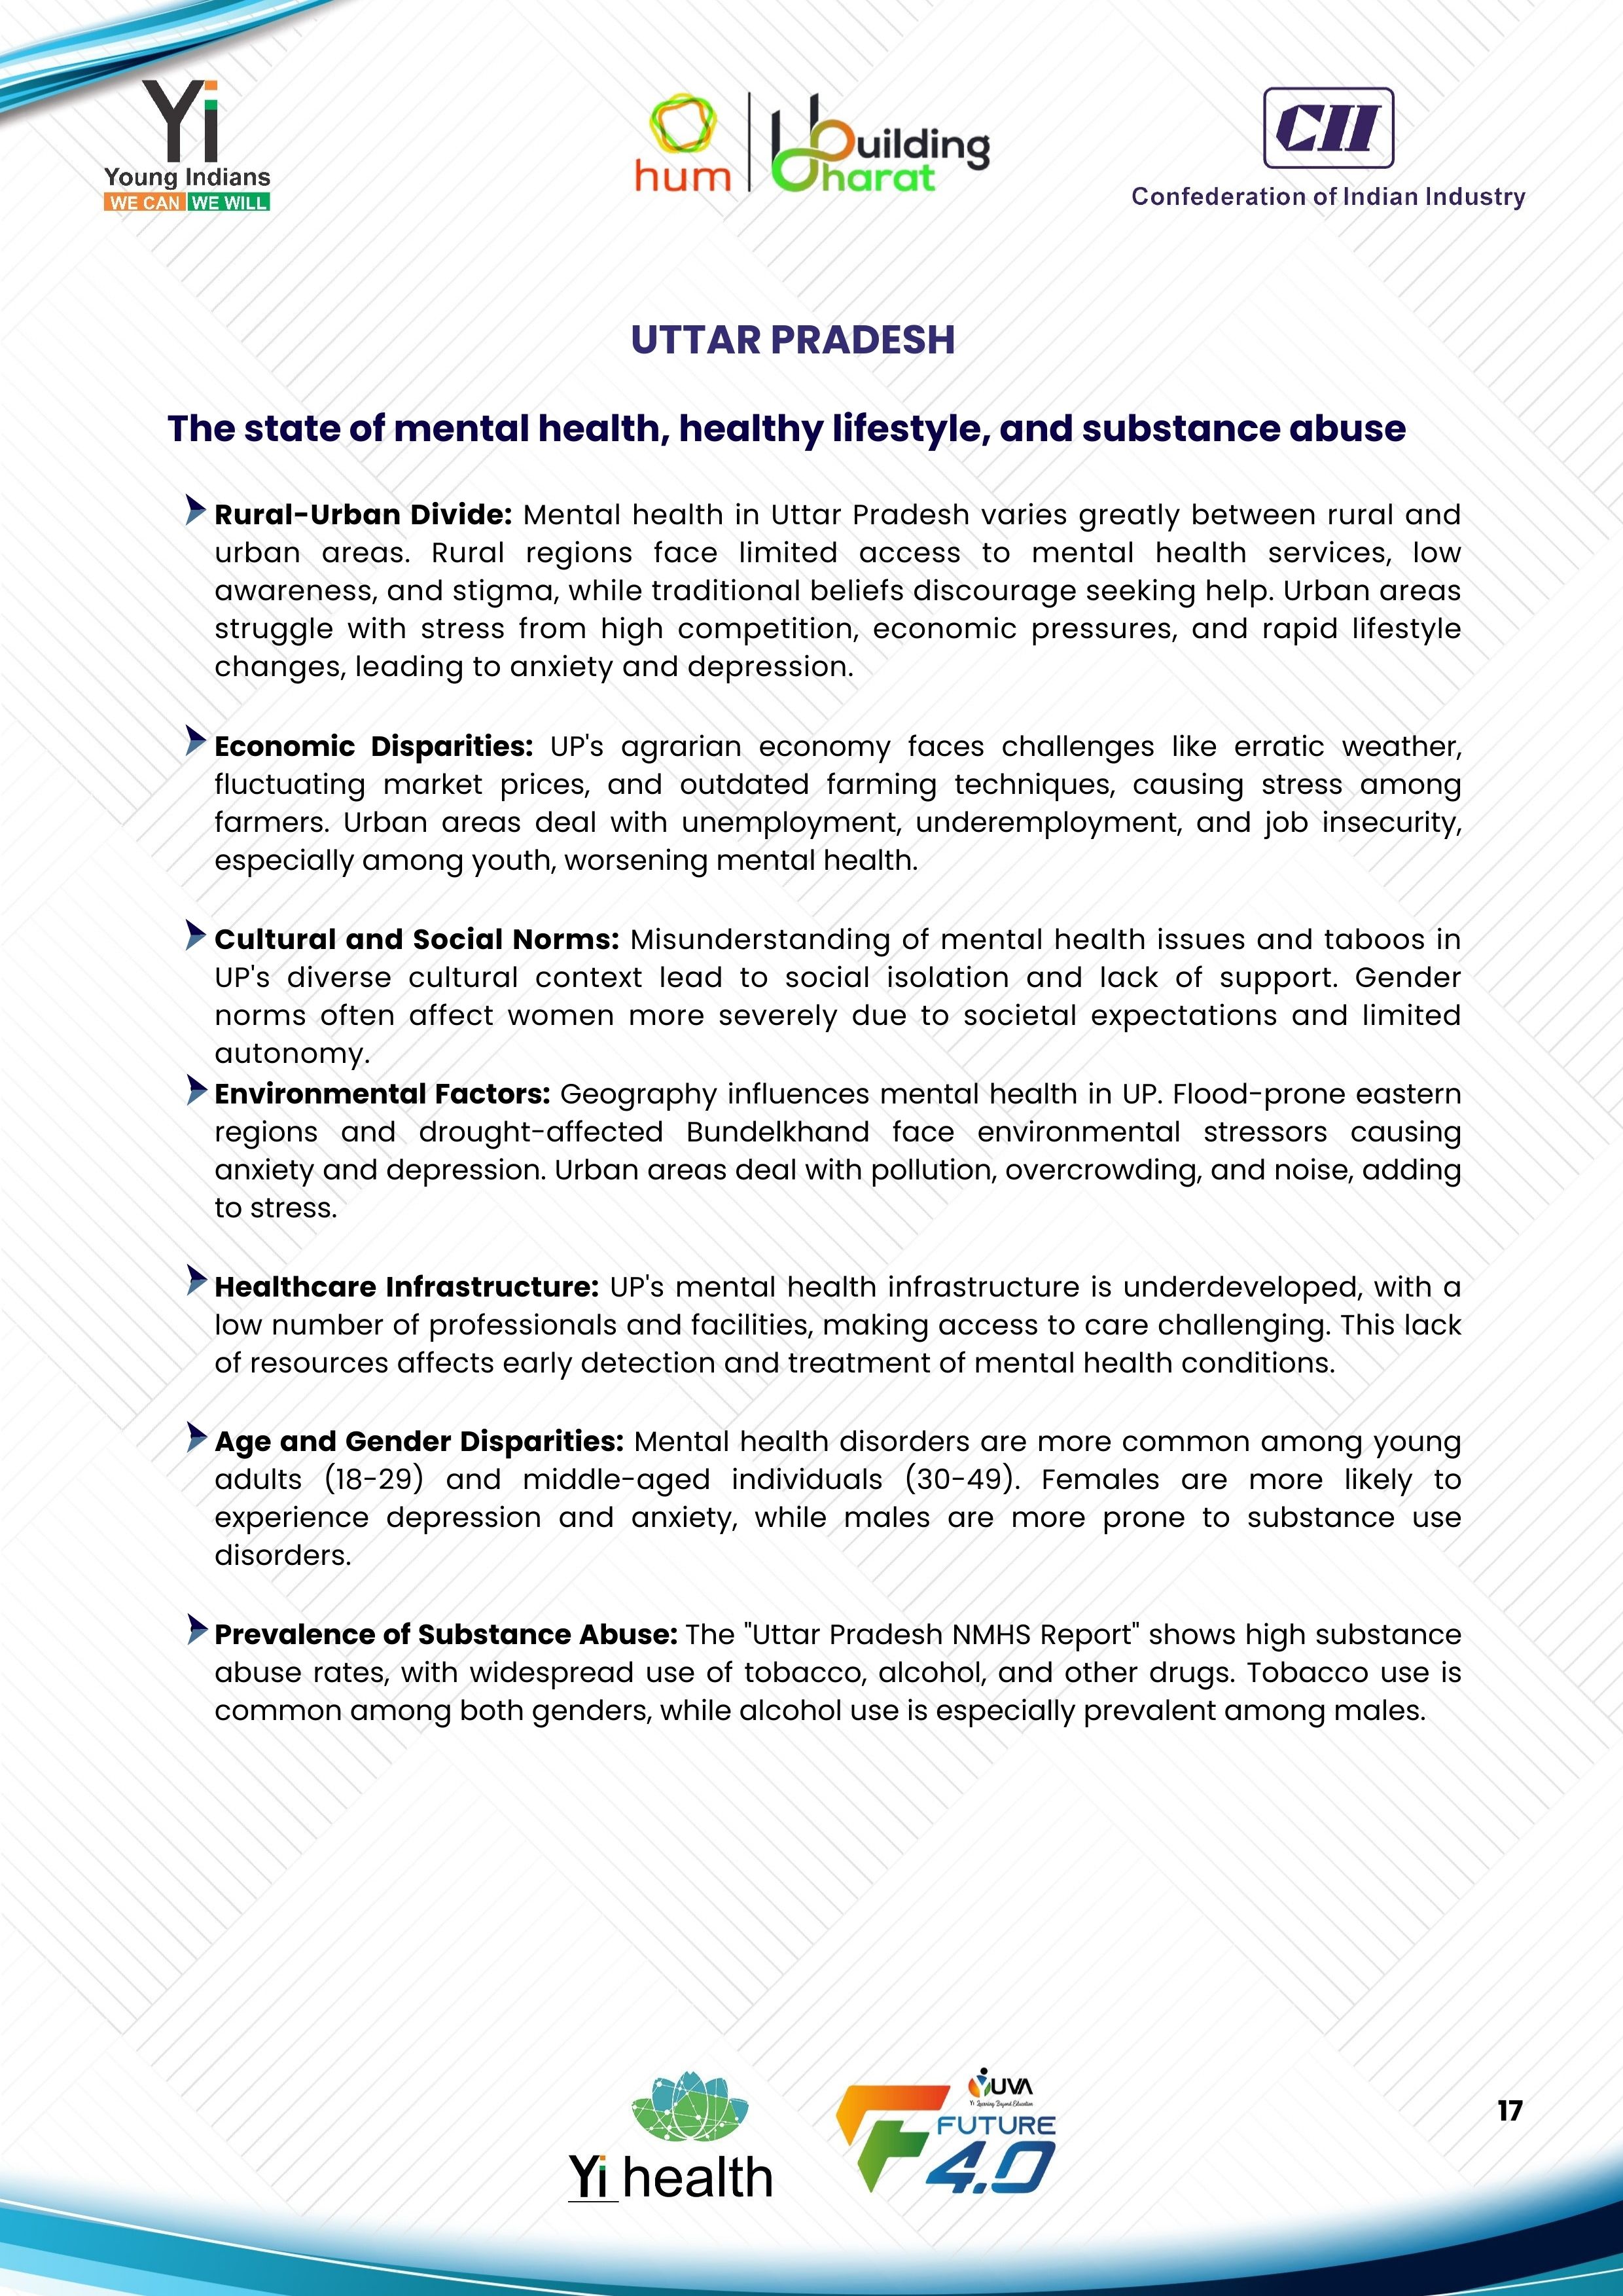 Yi
Young Indians
WE CAN WE WILL
hum
Building
Bharat
CII
Confederation of Indian Industry
UTTAR PRADESH
The state of mental health, healthy lifestyle, and substance abuse
Rural-Urban Divide: Mental health in Uttar Pradesh varies greatly between rural and
urban areas. Rural regions face limited access to mental health services, low
awareness, and stigma, while traditional beliefs discourage seeking help. Urban areas
struggle with stress from high competition, economic pressures, and rapid lifestyle
changes, leading to anxiety and depression.
Economic Disparities: UP's agrarian economy faces challenges like erratic weather,
fluctuating market prices, and outdated farming techniques, causing stress among
farmers. Urban areas deal with unemployment, underemployment, and job insecurity,
especially among youth, worsening mental health.
Cultural and Social Norms: Misunderstanding of mental health issues and taboos in
UP's diverse cultural context lead to social isolation and lack of support. Gender
norms often affect women more severely due to societal expectations and limited
autonomy.
Environmental Factors: Geography influences mental health in UP. Flood-prone eastern
regions and drought-affected Bundelkhand face environmental stressors causing
anxiety and depression. Urban areas deal with pollution, overcrowding, and noise, adding
to stress.
Healthcare Infrastructure: UP's mental health infrastructure is underdeveloped, with a
low number of professionals and facilities, making access to care challenging. This lack
of resources affects early detection and treatment of mental health conditions.
Age and Gender Disparities: Mental health disorders are more common among young
adults (18-29) and middle-aged individuals (30-49). Females are more likely to
experience depression and anxiety, while males are more prone to substance use
disorders.
Prevalence of Substance Abuse: The "Uttar Pradesh NMHS Report" shows high substance
abuse rates, with widespread use of tobacco, alcohol, and other drugs. Tobacco use is
common among both genders, while alcohol use is especially prevalent among males.
Yi health
YUVA
Yi Learning Beyond Education
FUTURE
4.0
17